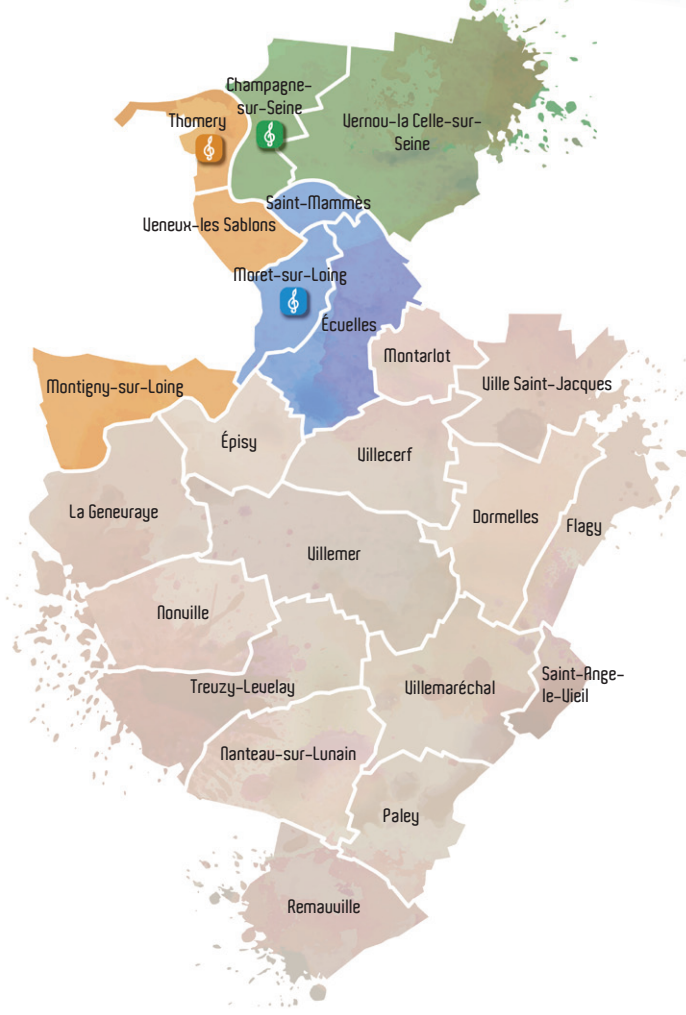 Champagne-
sur-Seine
Thomery
Vernou-la Celle-sur-
Seine
Saint-Mammès
Veneux-les Sablons
Moret-sur-Loing
Écuelles
Montarlot
Montigny-sur-Loing
Ville Saint-Jacques
Épisy
Villecerf
La Geneuraye
Dormelles
Flagy
Villemer
Nonville
Treuzy-Levelay
Villemaréchal
Saint-Ange-
le-Vieil
Nanteau-sur-Lunain
Paley
Remauville